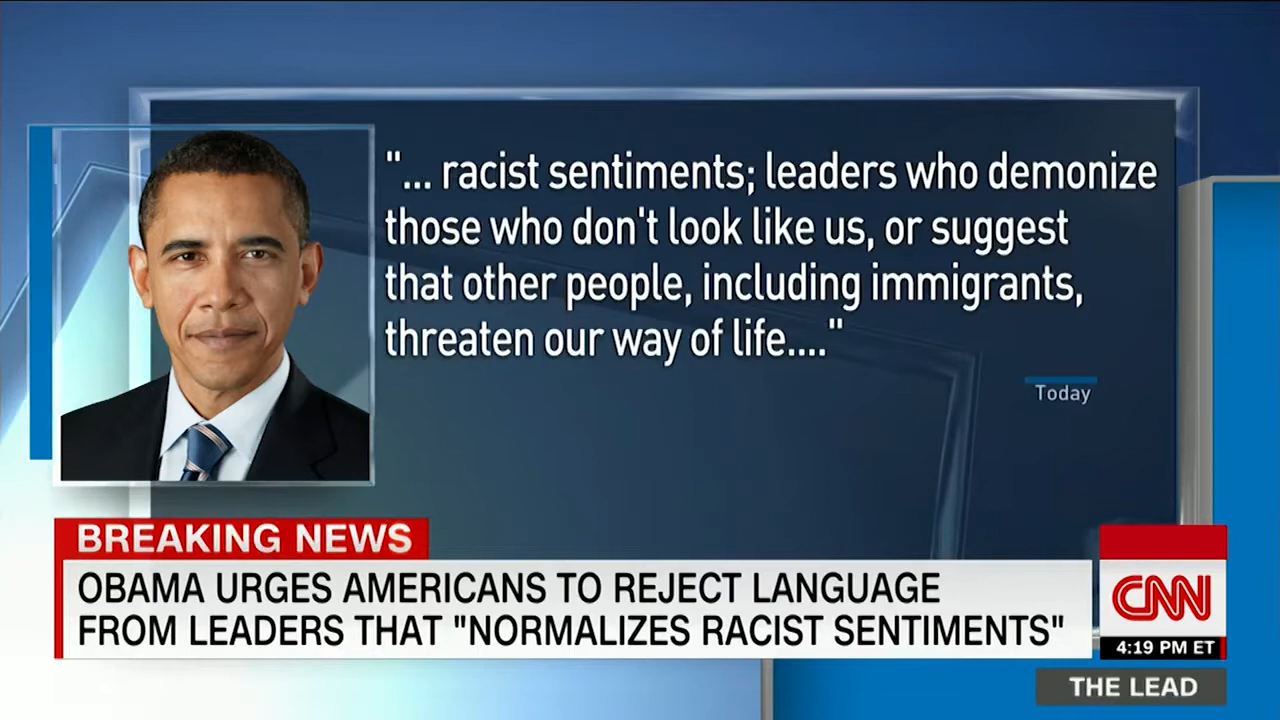 "... racist sentiments; leaders who demonize
those who don't look like us, or suggest
that other people, including immigrants,
threaten our way of life...."
Today
BREAKING NEWS
OBAMA URGES AMERICANS TO REJECT LANGUAGE
FROM LEADERS THAT "NORMALIZES RACIST SENTIMENTS"
CNN
4:19 PM ET
THE LEAD